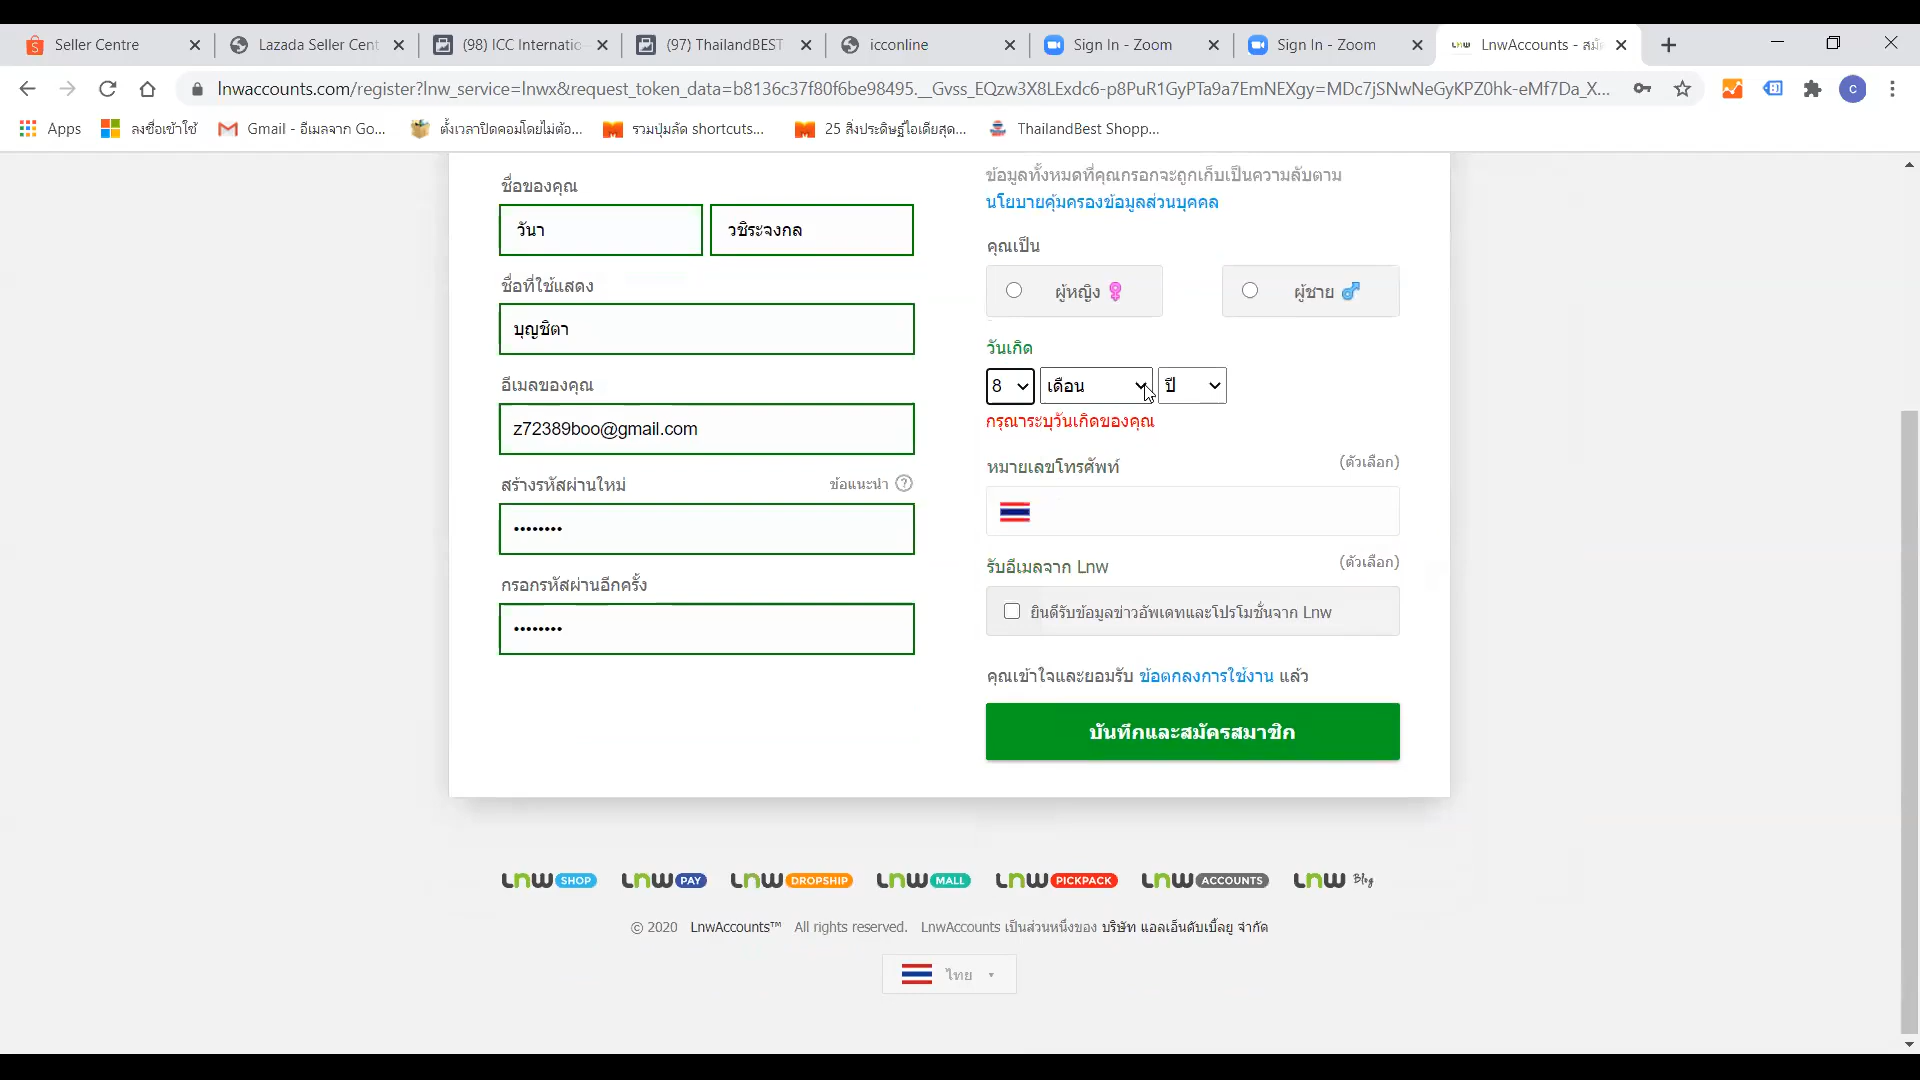 Seller Centre
Lazada Seller Cent
(98) ICC Internatio
(97) ThailandBEST
icconline
Sign In - Zoom
Sign In - Zoom
LnwAccounts - สมั
lnwaccounts.com/register?lnw_service=lnwx&request_token_data=b8136c37f80f6be98495.__Gvss_EQzw3X8LExdc6-p8PuR1GyPTa9a7EmNEXgy=MDc7jSNwNeGyKPZ0hk-eMf7Da_X...
C
Apps
ลงชื่อเข้าใช้
Gmail - อีเมลจาก Go...
ตั้งเวลาปิดคอมโดยไม่ต้อ...
รวมปุ่มลัด shortcuts...
25 สิ่งประดิษฐ์ไอเดียสุด...
ThailandBest Shopp...
ชื่อของคุณ
วันา
วชิระจงกล
ชื่อที่ใช้แสดง
บุญชิตา
อีเมลของคุณ
z72389boo@gmail.com
สร้างรหัสผ่านใหม่
ข้อแนะนำ ?
••••••••
กรอกรหัสผ่านอีกครั้ง
••••••••
ข้อมูลทั้งหมดที่คุณกรอกจะถูกเก็บเป็นความลับตาม
นโยบายคุ้มครองข้อมูลส่วนบุคคล
คุณเป็น
ผู้หญิง
ผู้ชาย
วันเกิด
8
เดือน
ปี
กรุณาระบุวันเกิดของคุณ
หมายเลขโทรศัพท์
(ตัวเลือก)
รับอีเมลจาก Lnw
(ตัวเลือก)
ยินดีรับข้อมูลข่าวอัพเดทและโปรโมชั่นจาก Lnw
คุณเข้าใจและยอมรับ ข้อตกลงการใช้งาน แล้ว
บันทึกและสมัครสมาชิก
LnW SHOP
LnW PAY
LnW DROPSHIP
LnW MALL
LnW PICKPACK
LnW ACCOUNTS
LnW Blog
© 2020 LnwAccounts™ All rights reserved. LnwAccounts เป็นส่วนหนึ่งของ บริษัท แอลเอ็นดับเบิ้ลยู จำกัด
ไทย